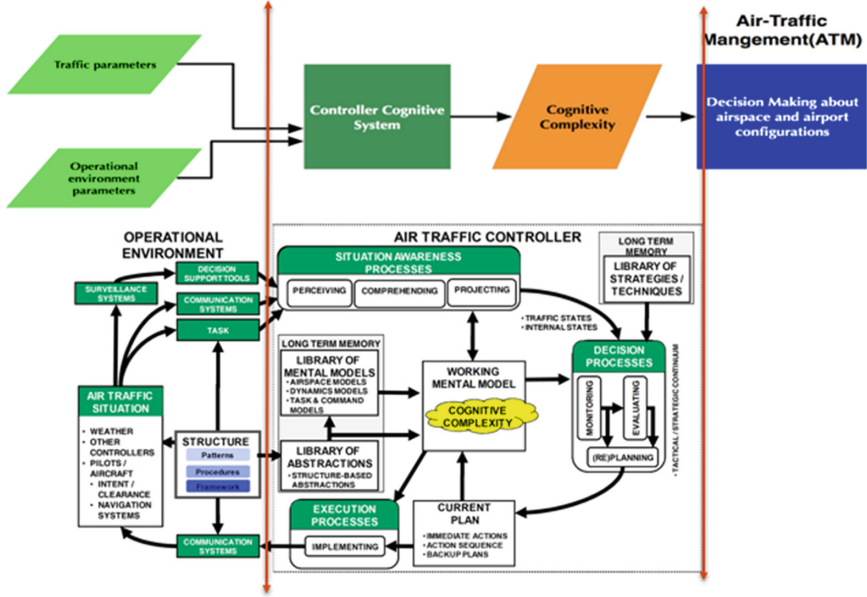 Air-Traffic
Mangement(ATM)
Traffic parameters
Operational
environment
parameters
Controller Cognitive
System
Cognitive
Complexity
Decision Making about
airspace and airport
configurations
OPERATIONAL
ENVIRONMENT
AIR TRAFFIC CONTROLLER
SURVEILLANCE
SYSTEMS
DECISION
SUPPORT TOOLS
COMMUNICATION
SYSTEMS
TASK
AIR TRAFFIC
SITUATION
• WEATHER
• OTHER
CONTROLLERS
• PILOTS /
AIRCRAFT
• INTENT /
CLEARANCE
• NAVIGATION
SYSTEMS
STRUCTURE
Patterns
Procedures
Framework
COMMUNICATION
SYSTEMS
SITUATION AWARENESS
PROCESSES
PERCEIVING
COMPREHENDING
PROJECTING
• TRAFFIC STATES
• INTERNAL STATES
LONG TERM
MEMORY
LIBRARY OF
STRATEGIES /
TECHNIQUES
LONG TERM MEMORY
LIBRARY OF
MENTAL MODELS
• AIRSPACE MODELS
• DYNAMICS MODELS
• TASK & COMMAND
MODELS
LIBRARY OF
ABSTRACTIONS
• STRUCTURE-BASED
ABSTRACTIONS
WORKING
MENTAL MODEL
COGNITIVE
COMPLEXITY
DECISION
PROCESSES
MONITORING
EVALUATING
(RE)PLANNING
• TACTICAL / STRATEGIC CONTINUUM
EXECUTION
PROCESSES
IMPLEMENTING
CURRENT
PLAN
• IMMEDIATE ACTIONS
• ACTION SEQUENCE
• BACKUP PLANS